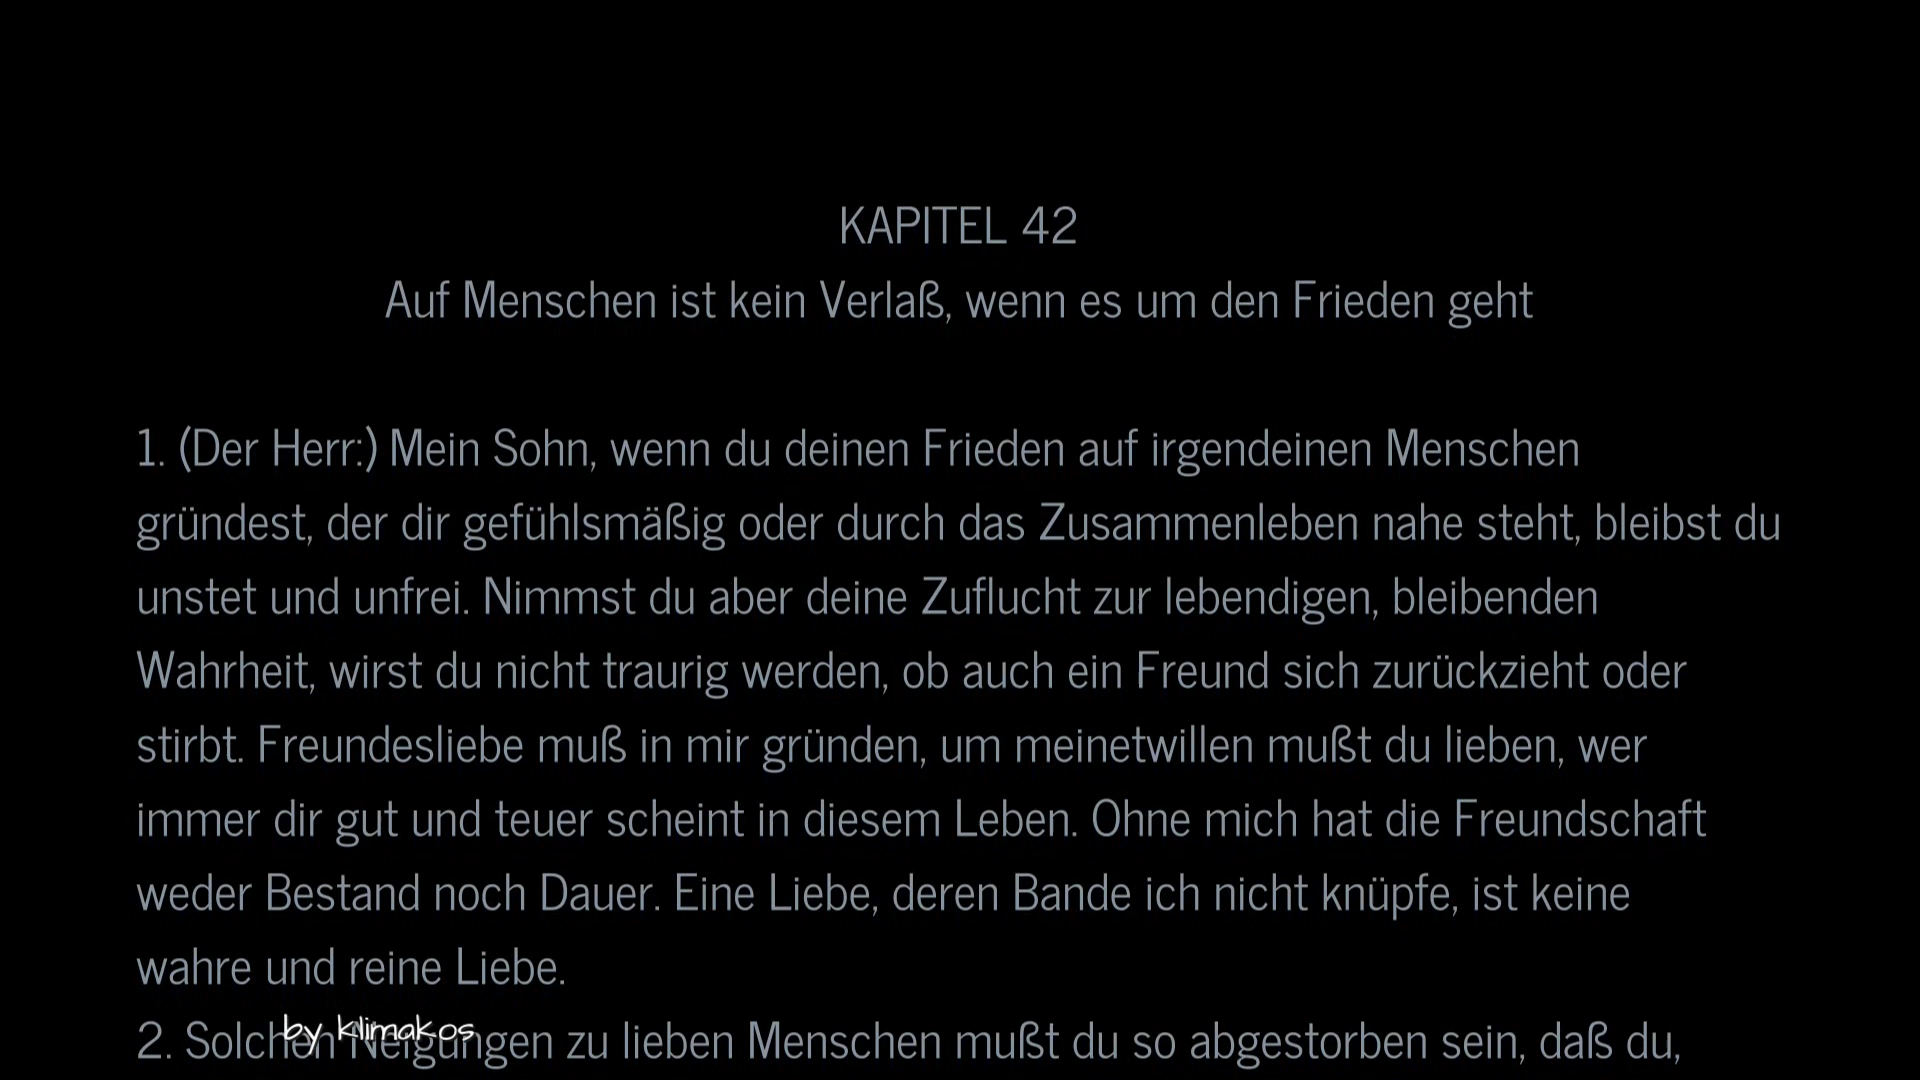 KAPITEL 42
Auf Menschen ist kein Verlaß, wenn es um den Frieden geht
1. (Der Herr:) Mein Sohn, wenn du deinen Frieden auf irgendeinen Menschen
gründest, der dir gefühlsmäßig oder durch das Zusammenleben nahe steht, bleibst du
unstet und unfrei. Nimmst du aber deine Zuflucht zur lebendigen, bleibenden
Wahrheit, wirst du nicht traurig werden, ob auch ein Freund sich zurückzieht oder
stirbt. Freundesliebe muß in mir gründen, um meinetwillen mußt du lieben, wer
immer dir gut und teuer scheint in diesem Leben. Ohne mich hat die Freundschaft
weder Bestand noch Dauer. Eine Liebe, deren Bande ich nicht knüpfe, ist keine
wahre und reine Liebe.
2. Solchen Neigungen zu lieben Menschen mußt du so abgestorben sein, daß du,
by klimakos